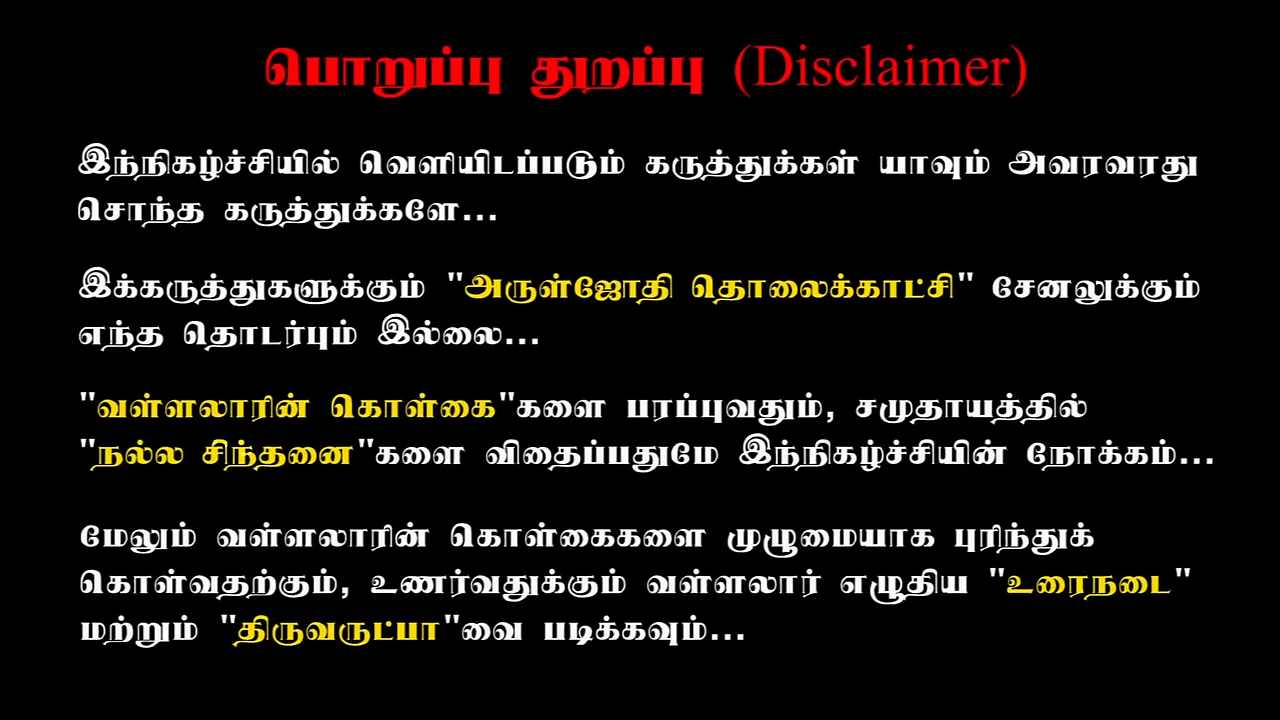 பொறுப்பு துறப்பு (Disclaimer)
இந்நிகழ்ச்சியில் வெளியிடப்படும் கருத்துக்கள் யாவும் அவரவரது
சொந்த கருத்துக்களே...
இக்கருத்துகளுக்கும் "அருள்ஜோதி தொலைக்காட்சி" சேனலுக்கும்
எந்த தொடர்பும் இல்லை...
"வள்ளலாரின் கொள்கை"களை பரப்புவதும், சமுதாயத்தில்
"நல்ல சிந்தனை"களை விதைப்பதுமே இந்நிகழ்ச்சியின் நோக்கம்...
மேலும் வள்ளலாரின் கொள்கைகளை முழுமையாக புரிந்துக்
கொள்வதற்கும், உணர்வதுக்கும் வள்ளலார் எழுதிய "உரைநடை"
மற்றும் "திருவருட்பா"வை படிக்கவும்...